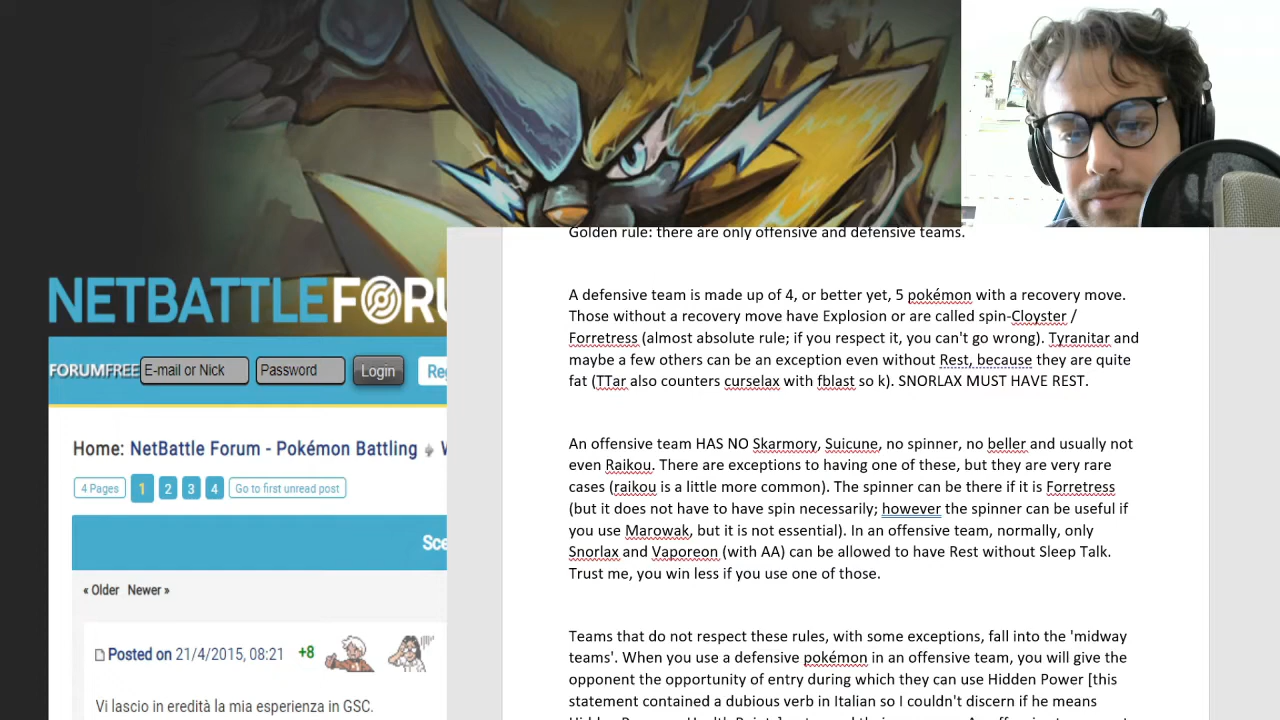 Golden rule: there are only offensive and defensive teams.
A defensive team is made up of 4, or better yet, 5 pokémon with a recovery move.
Those without a recovery move have Explosion or are called spin-Cloyster /
Forretress (almost absolute rule; if you respect it, you can't go wrong). Tyranitar and
maybe a few others can be an exception even without Rest, because they are quite
fat (TTar also counters curselax with fblast so k). SNORLAX MUST HAVE REST.
An offensive team HAS NO Skarmory, Suicune, no spinner, no beller and usually not
even Raikou. There are exceptions to having one of these, but they are very rare
cases (raikou is a little more common). The spinner can be there if it is Forretress
(but it does not have to have spin necessarily; however the spinner can be useful if
you use Marowak, but it is not essential). In an offensive team, normally, only
Snorlax and Vaporeon (with AA) can be allowed to have Rest without Sleep Talk.
Trust me, you win less if you use one of those.
Teams that do not respect these rules, with some exceptions, fall into the 'midway
teams'. When you use a defensive pokémon in an offensive team, you will give the
opponent the opportunity of entry during which they can use Hidden Power [this
statement contained a dubious verb in Italian so I couldn't discern if he means
NETBATTLEFORU
FORUMFREE E-mail or Nick Password Login Reg
Home: NetBattle Forum - Pokémon Battling
4 Pages 1 2 3 4 Go to first unread post
Sce
« Older Newer »
Posted on 21/4/2015, 08:21 +8
Vi lascio in eredità la mia esperienza in GSC.